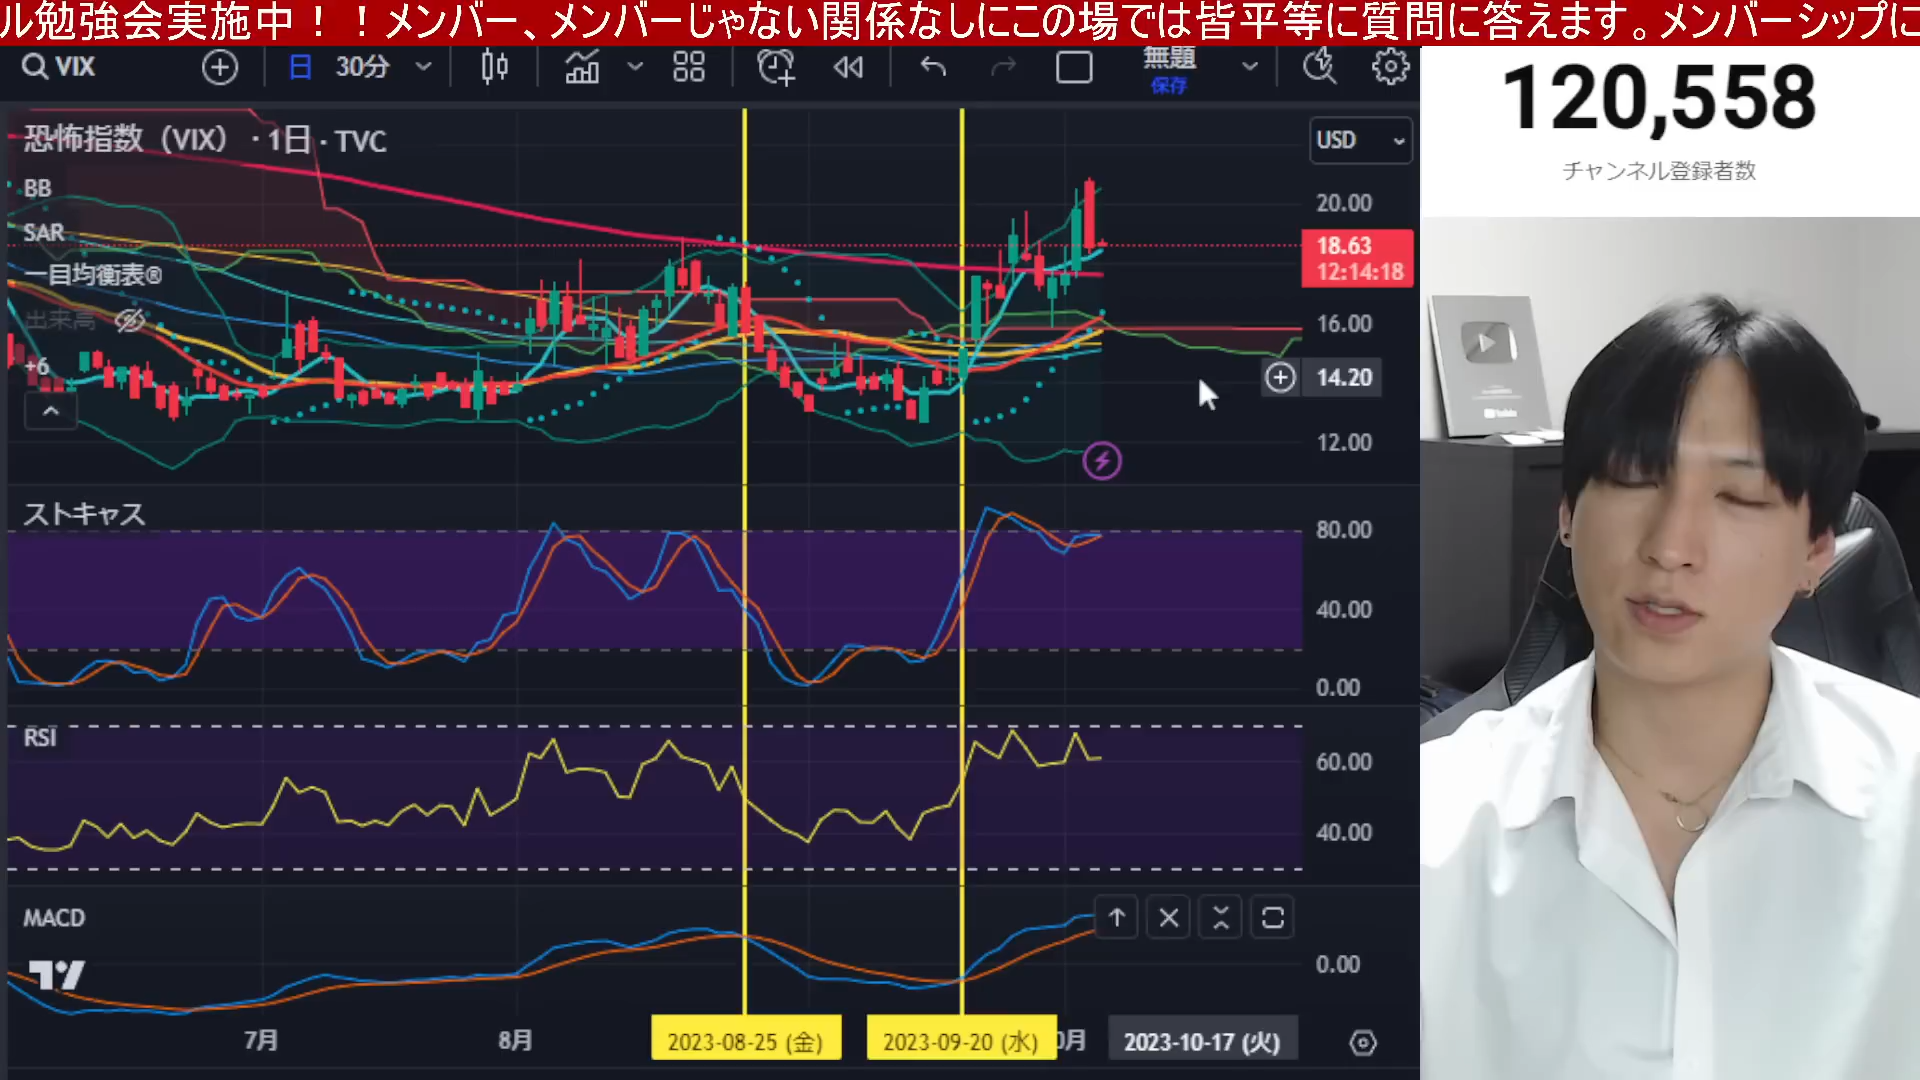 ル勉強会実施中！！メンバー、メンバーじゃない関係なしにこの場では皆平等に質問に答えます。メンバーシップに
VIX
日
30分
無題
保存
120,558
チャンネル登録者数
恐怖指数（VIX）・1日・TVC
USD
BB
SAR
一目均衡表®
出来高
+6
20.00
18.63
12:14:18
16.00
14.20
12.00
ストキャス
80.00
40.00
0.00
RSI
60.00
40.00
MACD
0.00
7月
8月
2023-08-25 (金)
2023-09-20 (水)
0月
2023-10-17 (火)